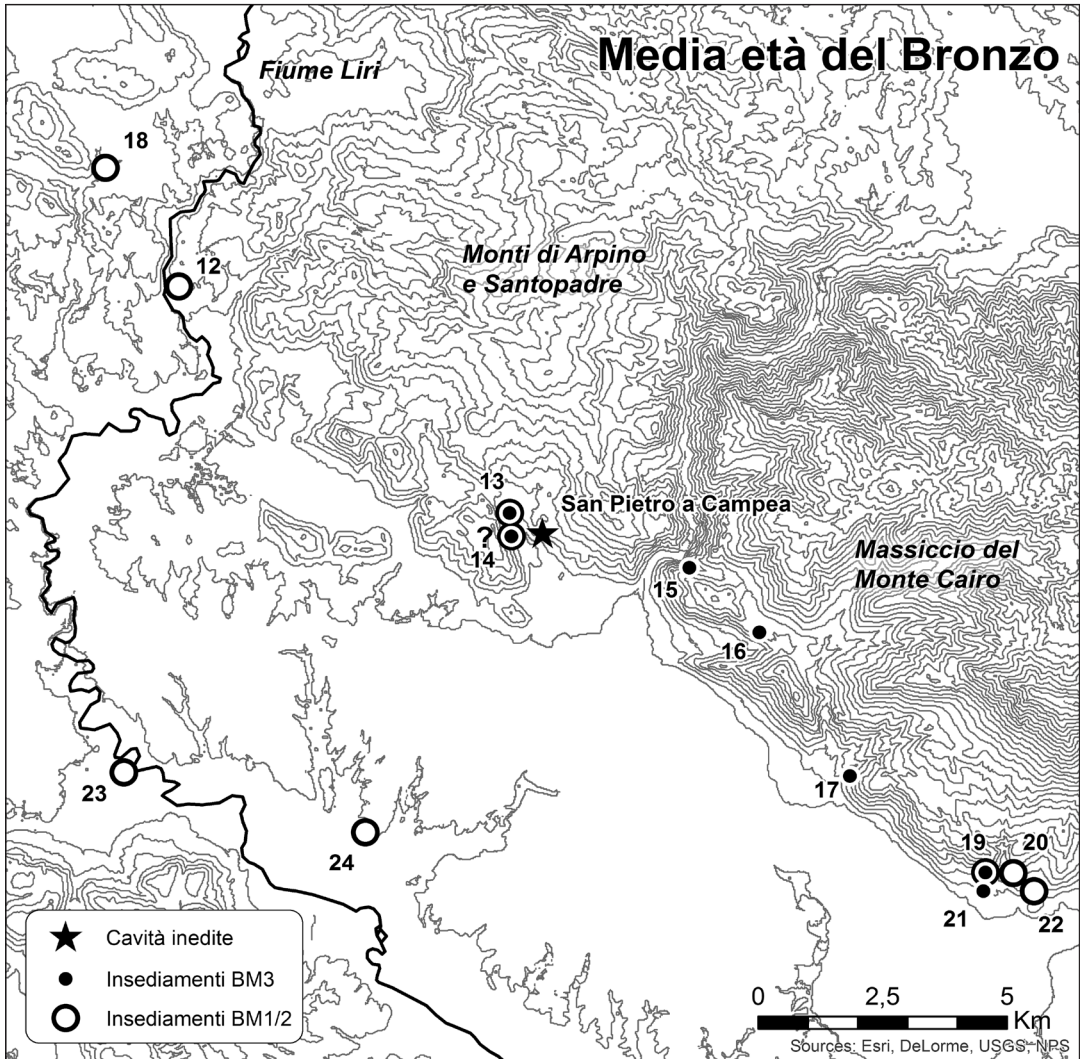 Media età del Bronzo
Fiume Liri
18
12
Monti di Arpino
e Santopadre
13
San Pietro a Campea
?
14
Massiccio del
Monte Cairo
15
16
17
23
24
19
20
21
22
Cavità inedite
Insediamenti BM3
Insediamenti BM1/2
0 2,5 5
Km
Sources: Esri, DeLorme, USGS, NPS